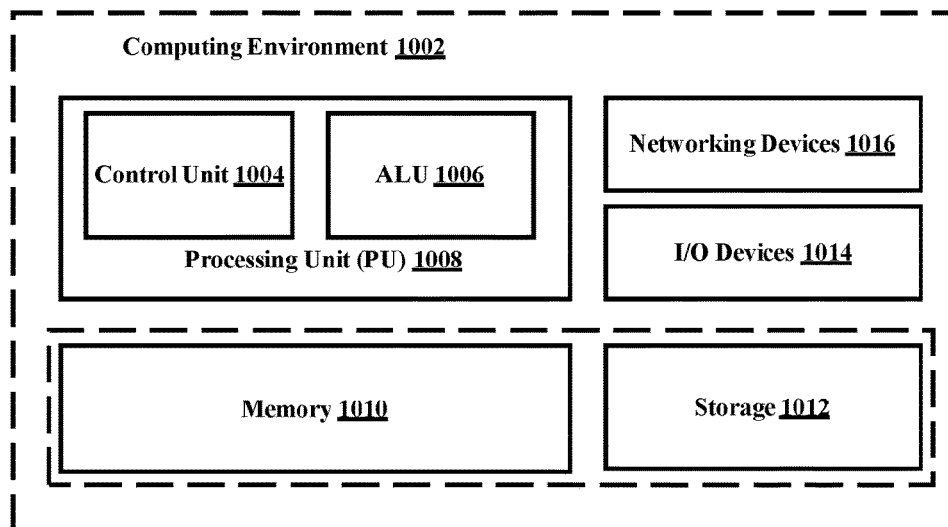 Computing Environment 1002
Control Unit 1004
ALU 1006
Processing Unit (PU) 1008
Networking Devices 1016
I/O Devices 1014
Memory 1010
Storage 1012